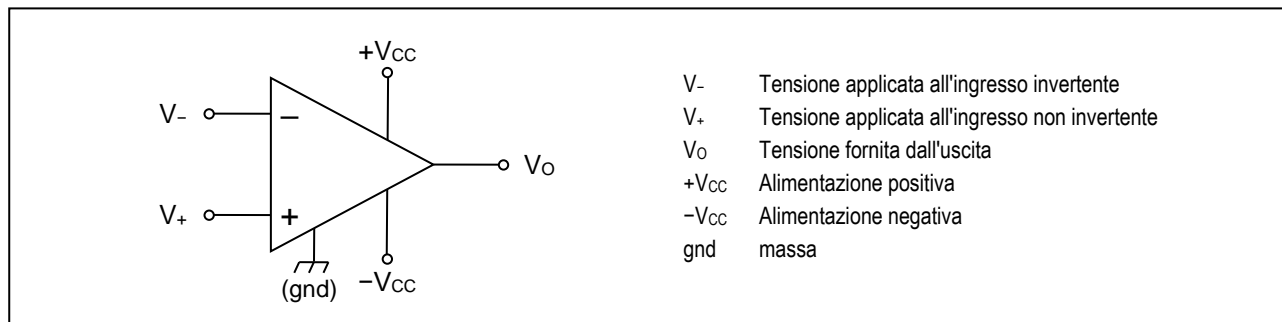 +VCC
V−
−
V+
+
VO
(gnd)
−VCC
V− Tensione applicata all'ingresso invertente
V+ Tensione applicata all'ingresso non invertente
VO Tensione fornita dall'uscita
+VCC Alimentazione positiva
−VCC Alimentazione negativa
gnd massa